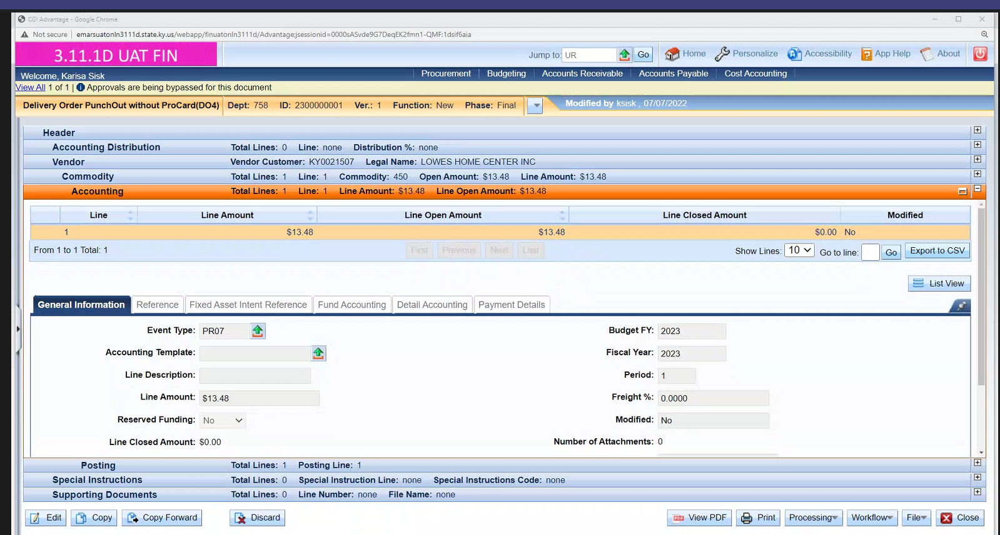 CGI Advantage - Google Chrome
Not secure | emarsuatonln3111d.state.ky.us/webapp/finuatonln3111d/Advantage;jsessionid=0000sASvde9G7DeqEK2fmn1-QMF:1dsif6aia
3.11.1D UAT FIN
Jump to: UR Go Home Personalize Accessibility App Help About
Welcome, Karisa Sisk Procurement Budgeting Accounts Receivable Accounts Payable Cost Accounting
View All 1 of 1 | Approvals are being bypassed for this document
Delivery Order PunchOut without ProCard(DO4) Dept: 758 ID: 2300000001 Ver.: 1 Function: New Phase: Final Modified by ksisk , 07/07/2022
Header
Accounting Distribution Total Lines: 0 Line: none Distribution %: none
Vendor Vendor Customer: KY0021507 Legal Name: LOWES HOME CENTER INC
Commodity Total Lines: 1 Line: 1 Commodity: 450 Open Amount: $13.48 Line Amount: $13.48
Accounting Total Lines: 1 Line: 1 Line Amount: $13.48 Line Open Amount: $13.48
Line Line Amount Line Open Amount Line Closed Amount Modified
1 $13.48 $13.48 $0.00 No
From 1 to 1 Total: 1 First Previous Next Last Show Lines: 10 Go to line: Go Export to CSV
List View
General Information Reference Fixed Asset Intent Reference Fund Accounting Detail Accounting Payment Details
Event Type: PR07 Budget FY: 2023
Accounting Template: Fiscal Year: 2023
Line Description: Period: 1
Line Amount: $13.48 Freight %: 0.0000
Reserved Funding: No Modified: No
Line Closed Amount: $0.00 Number of Attachments: 0
Posting Total Lines: 1 Posting Line: 1
Special Instructions Total Lines: 0 Special Instruction Line: none Special Instructions Code: none
Supporting Documents Total Lines: 0 Line Number: none File Name: none
Edit Copy Copy Forward Discard View PDF Print Processing Workflow File Close